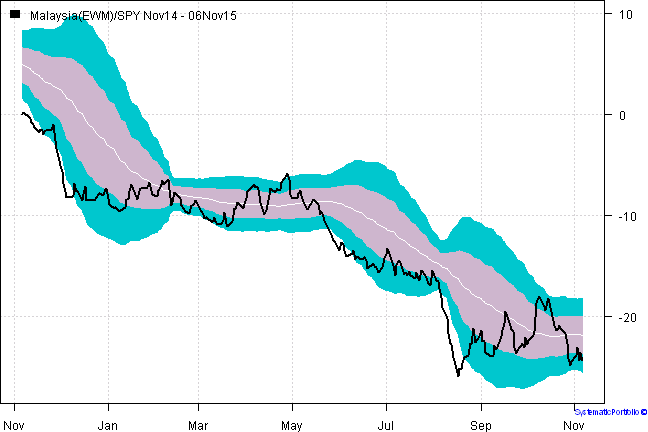 Malaysia(EWM)/SPY Nov14 - 06Nov15
10
0
-10
-20
Nov Jan Mar May Jul Sep Nov
SystematicPortfolio ©